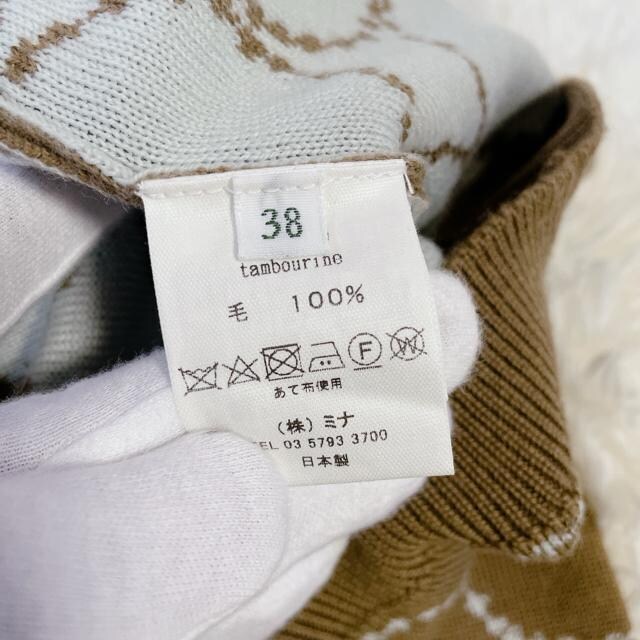 38
tambourine
毛 100%
F W
あて布使用
(株) ミナ
TEL 03 5793 3700
日本製